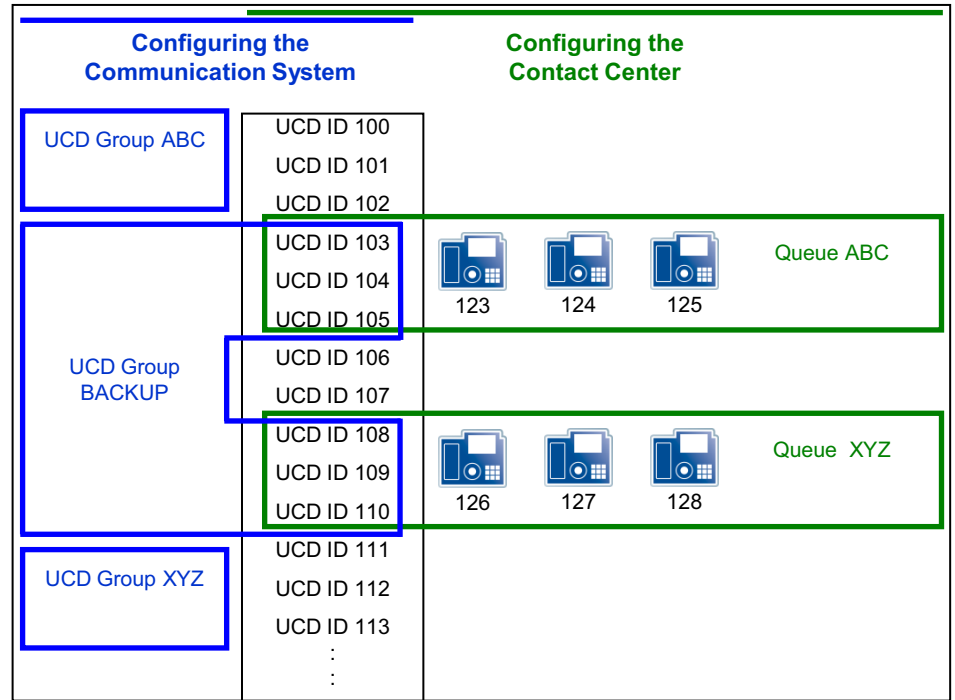 Configuring the
Communication System
Configuring the
Contact Center
UCD Group ABC
UCD ID 100
UCD ID 101
UCD ID 102
UCD ID 103
UCD ID 104
UCD ID 105
123
124
125
Queue ABC
UCD Group
BACKUP
UCD ID 106
UCD ID 107
UCD ID 108
UCD ID 109
UCD ID 110
126
127
128
Queue XYZ
UCD Group XYZ
UCD ID 111
UCD ID 112
UCD ID 113
:
: